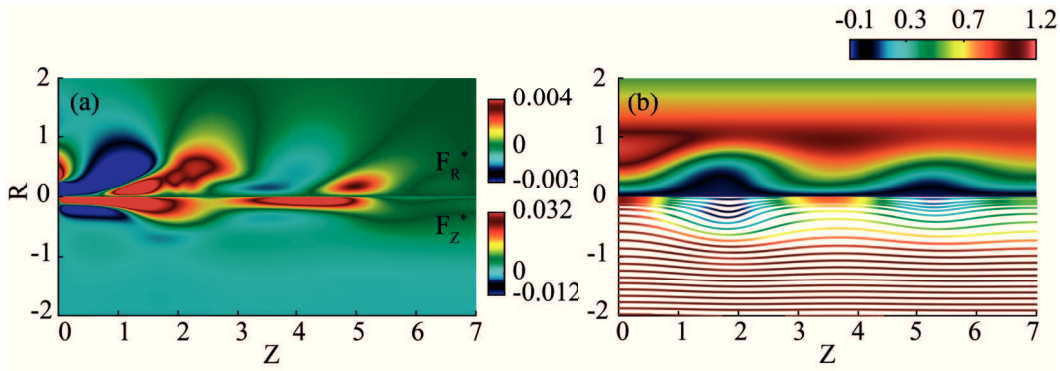 -0.1 0.3 0.7 1.2
2 (a) 0.004 2 (b)
1 0 1
F_R^* -0.003
R 0 0.032 0
F_Z^*
-1 0 -1
-0.012
-2 -2
0 1 2 3 4 5 6 7 0 1 2 3 4 5 6 7
Z Z